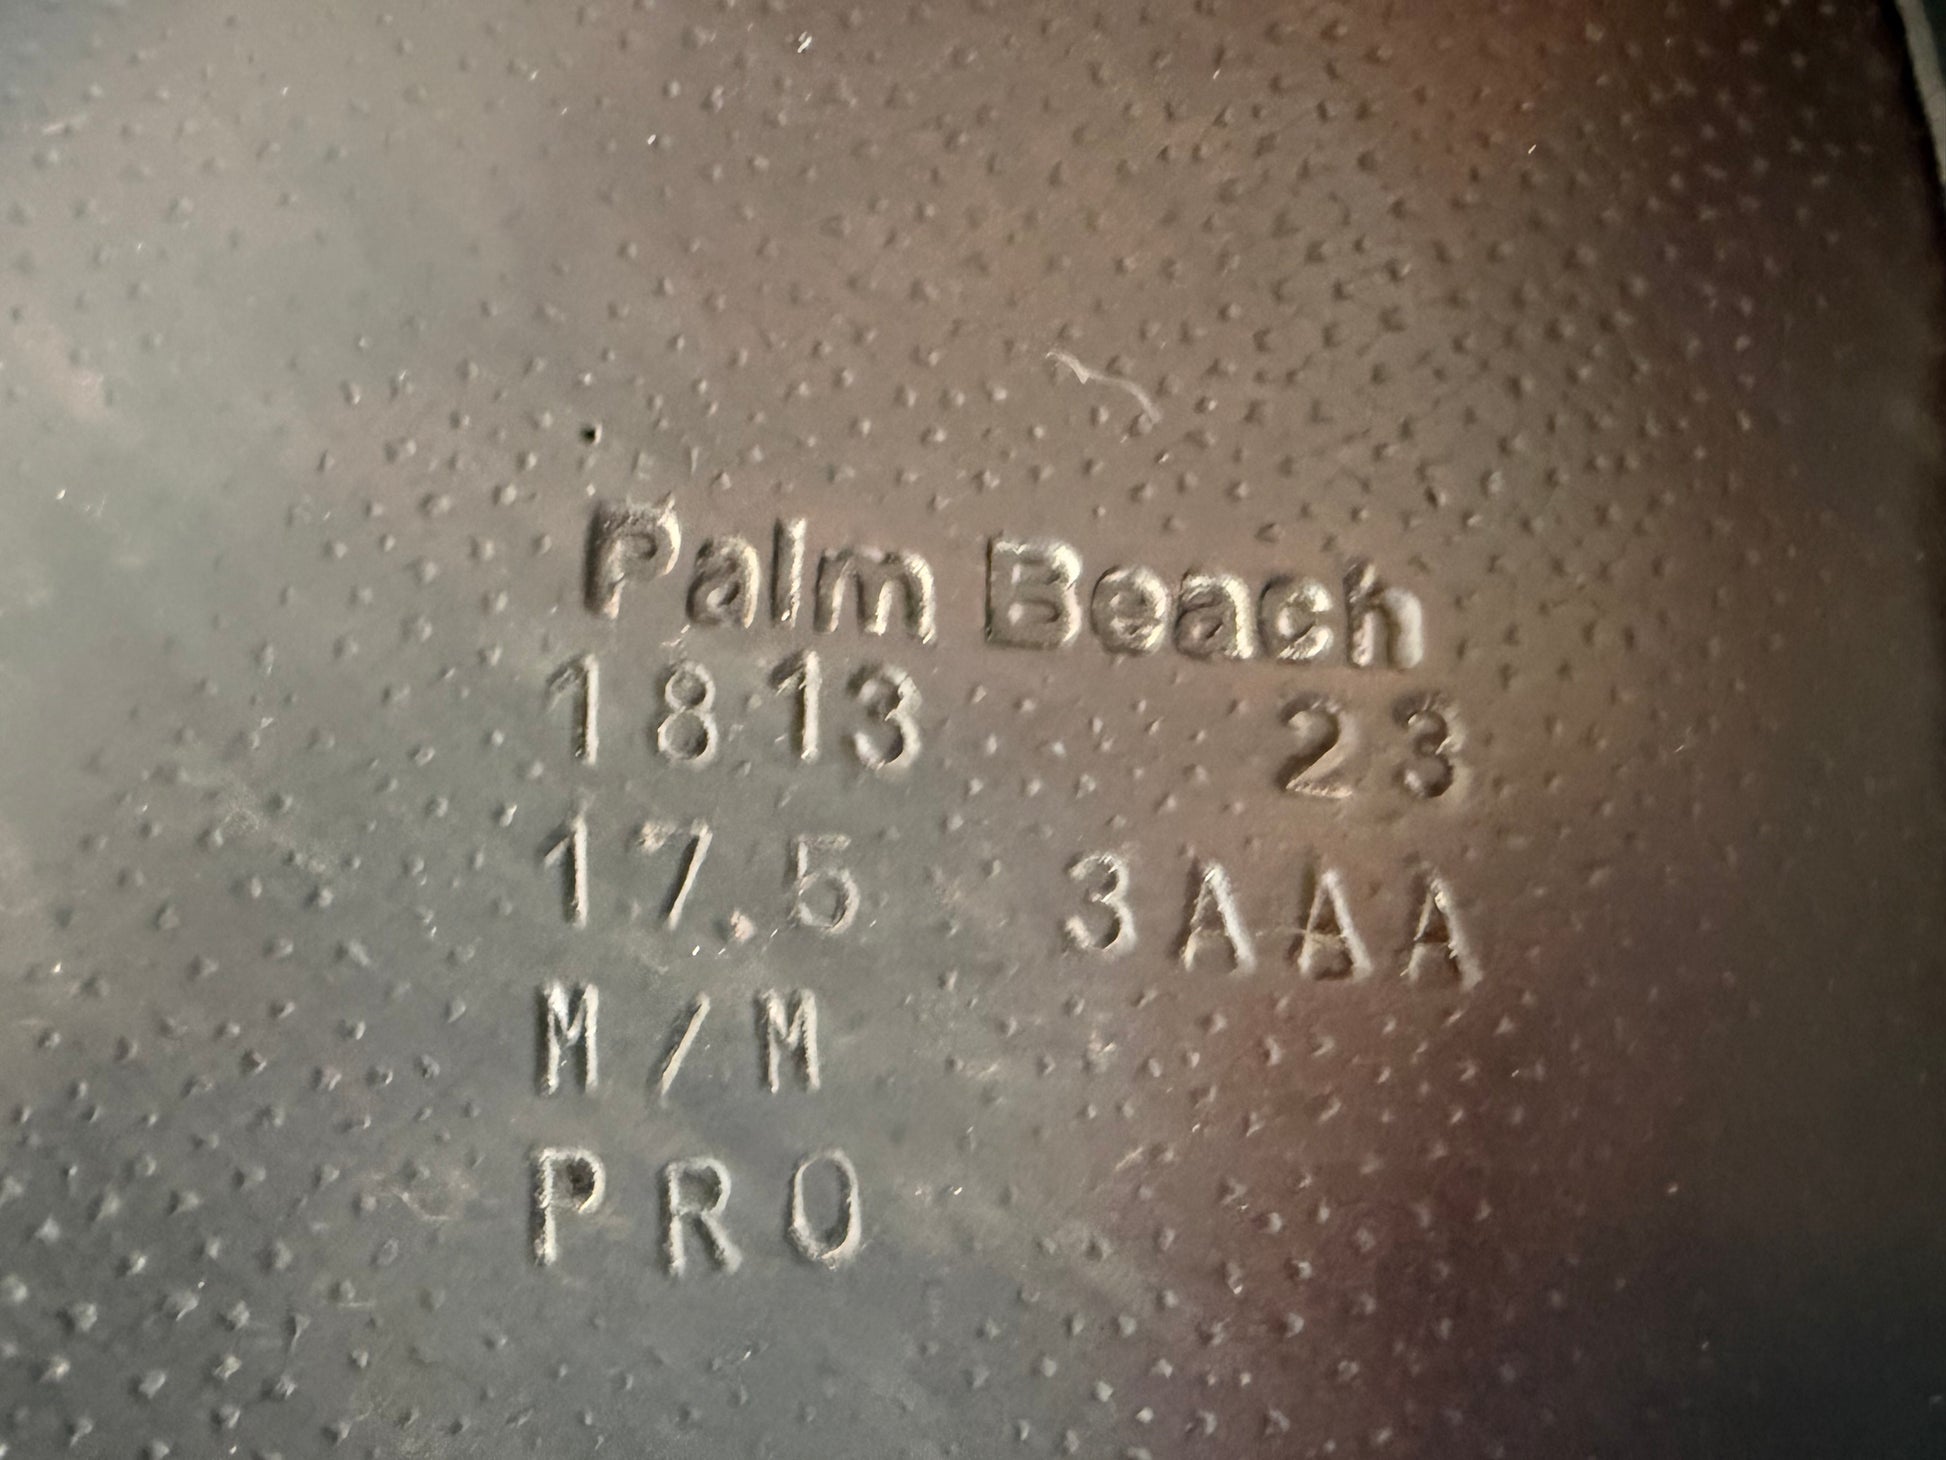 Palm Beach
1813 23
17.5 3AAA
M/M
PRO